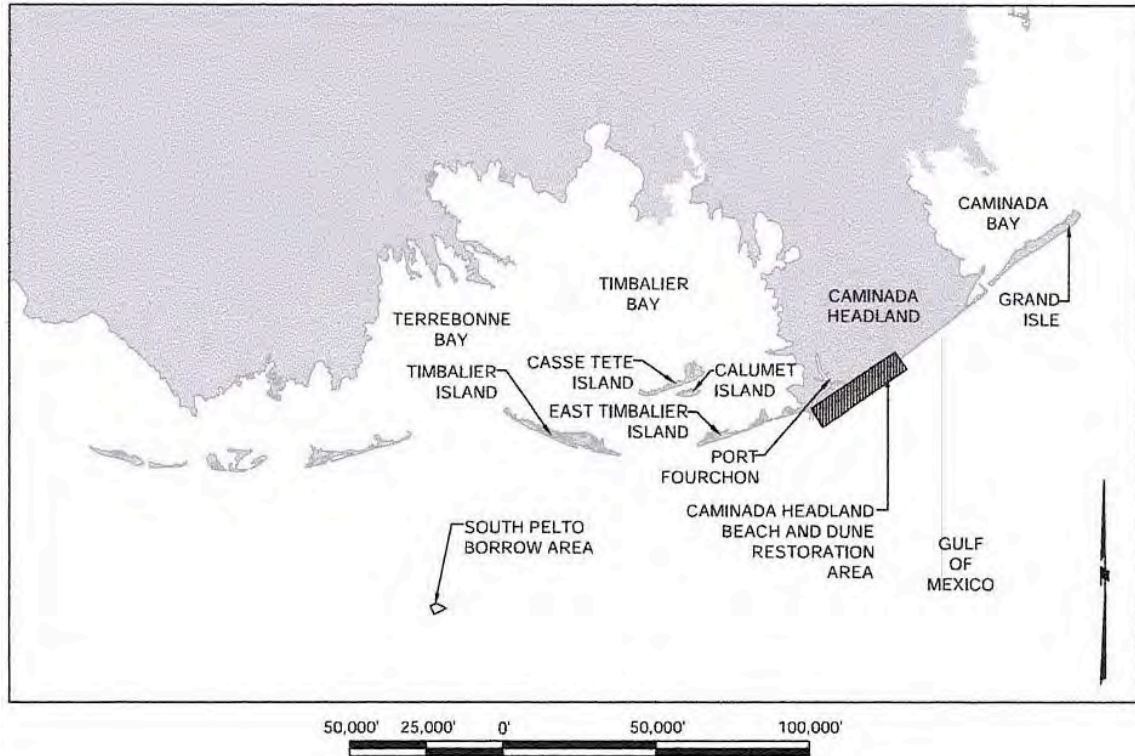 CAMINADA
BAY
TIMBALIER
BAY
CAMINADA
HEADLAND
GRAND
ISLE
TERREBONNE
BAY
TIMBALIER
ISLAND
CASSE TETE
ISLAND
CALUMET
ISLAND
EAST TIMBALIER
ISLAND
PORT
FOURCHON
CAMINADA HEADLAND
BEACH AND DUNE
RESTORATION
AREA
SOUTH PELTO
BORROW AREA
GULF
OF
MEXICO
50,000' 25,000' 0' 50,000' 100,000'